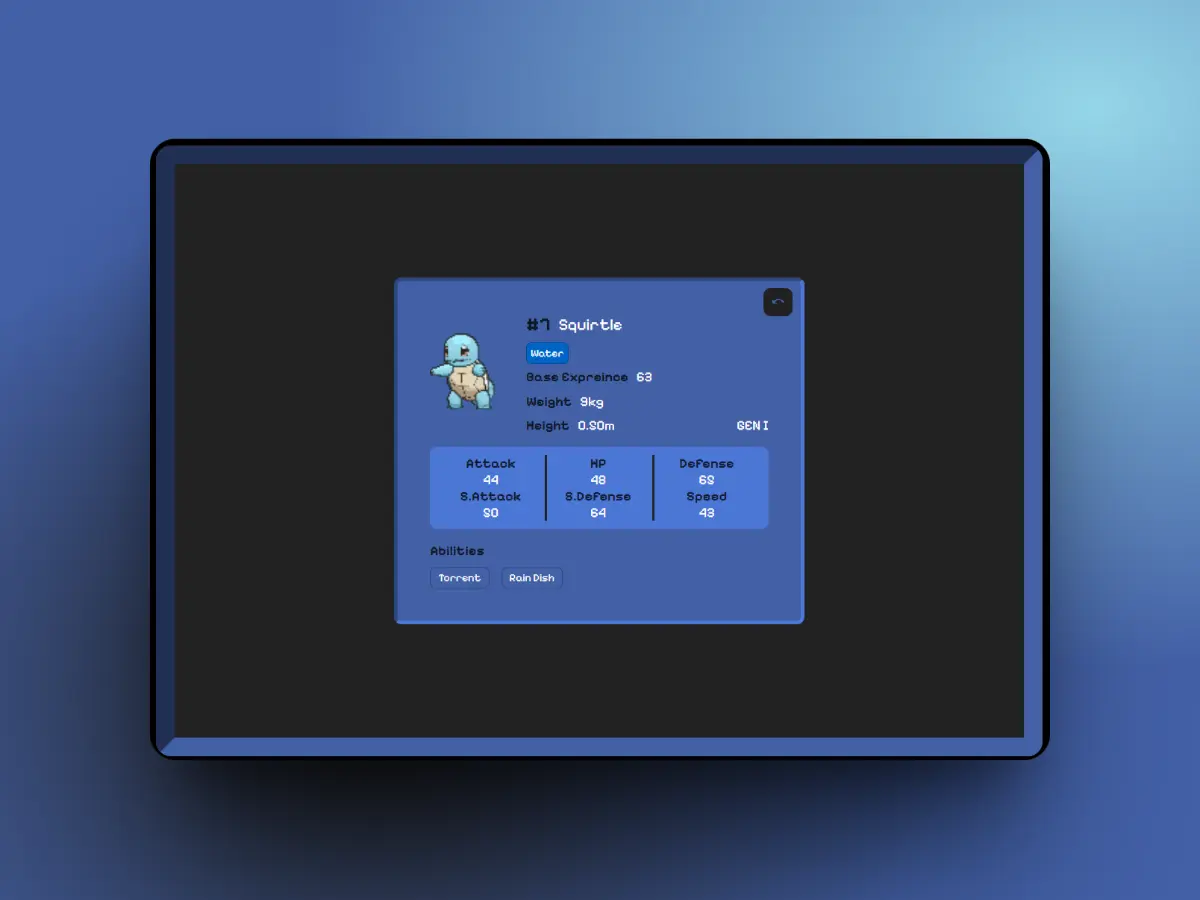 #7 Squirtle
Water
Base Expreince 63
Weight 9kg
Height 0.50m
GEN I
Attack HP Defense
44 48 65
S.Attack S.Defense Speed
50 64 43
Abilities
Torrent Rain Dish